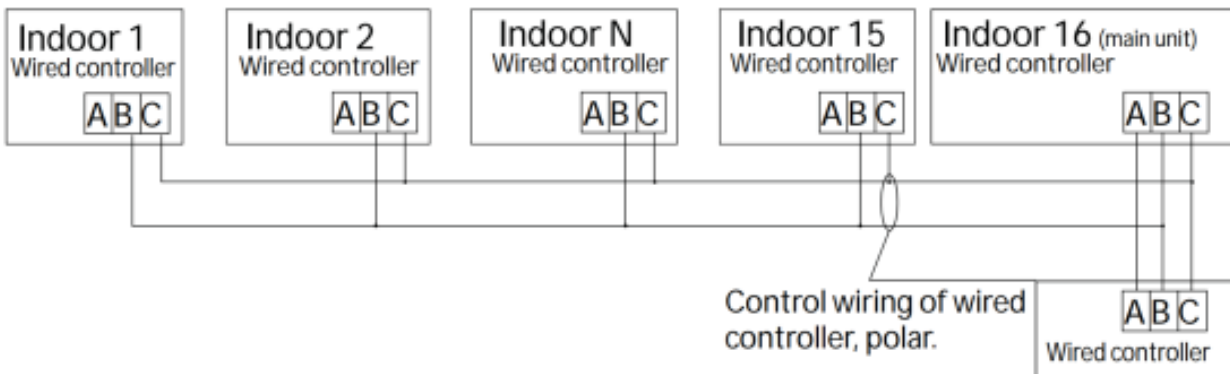 Indoor 1
Wired controller
A B C
Indoor 2
Wired controller
A B C
Indoor N
Wired controller
A B C
Indoor 15
Wired controller
A B C
Indoor 16 (main unit)
Wired controller
A B C
Control wiring of wired
controller, polar.
A B C
Wired controller